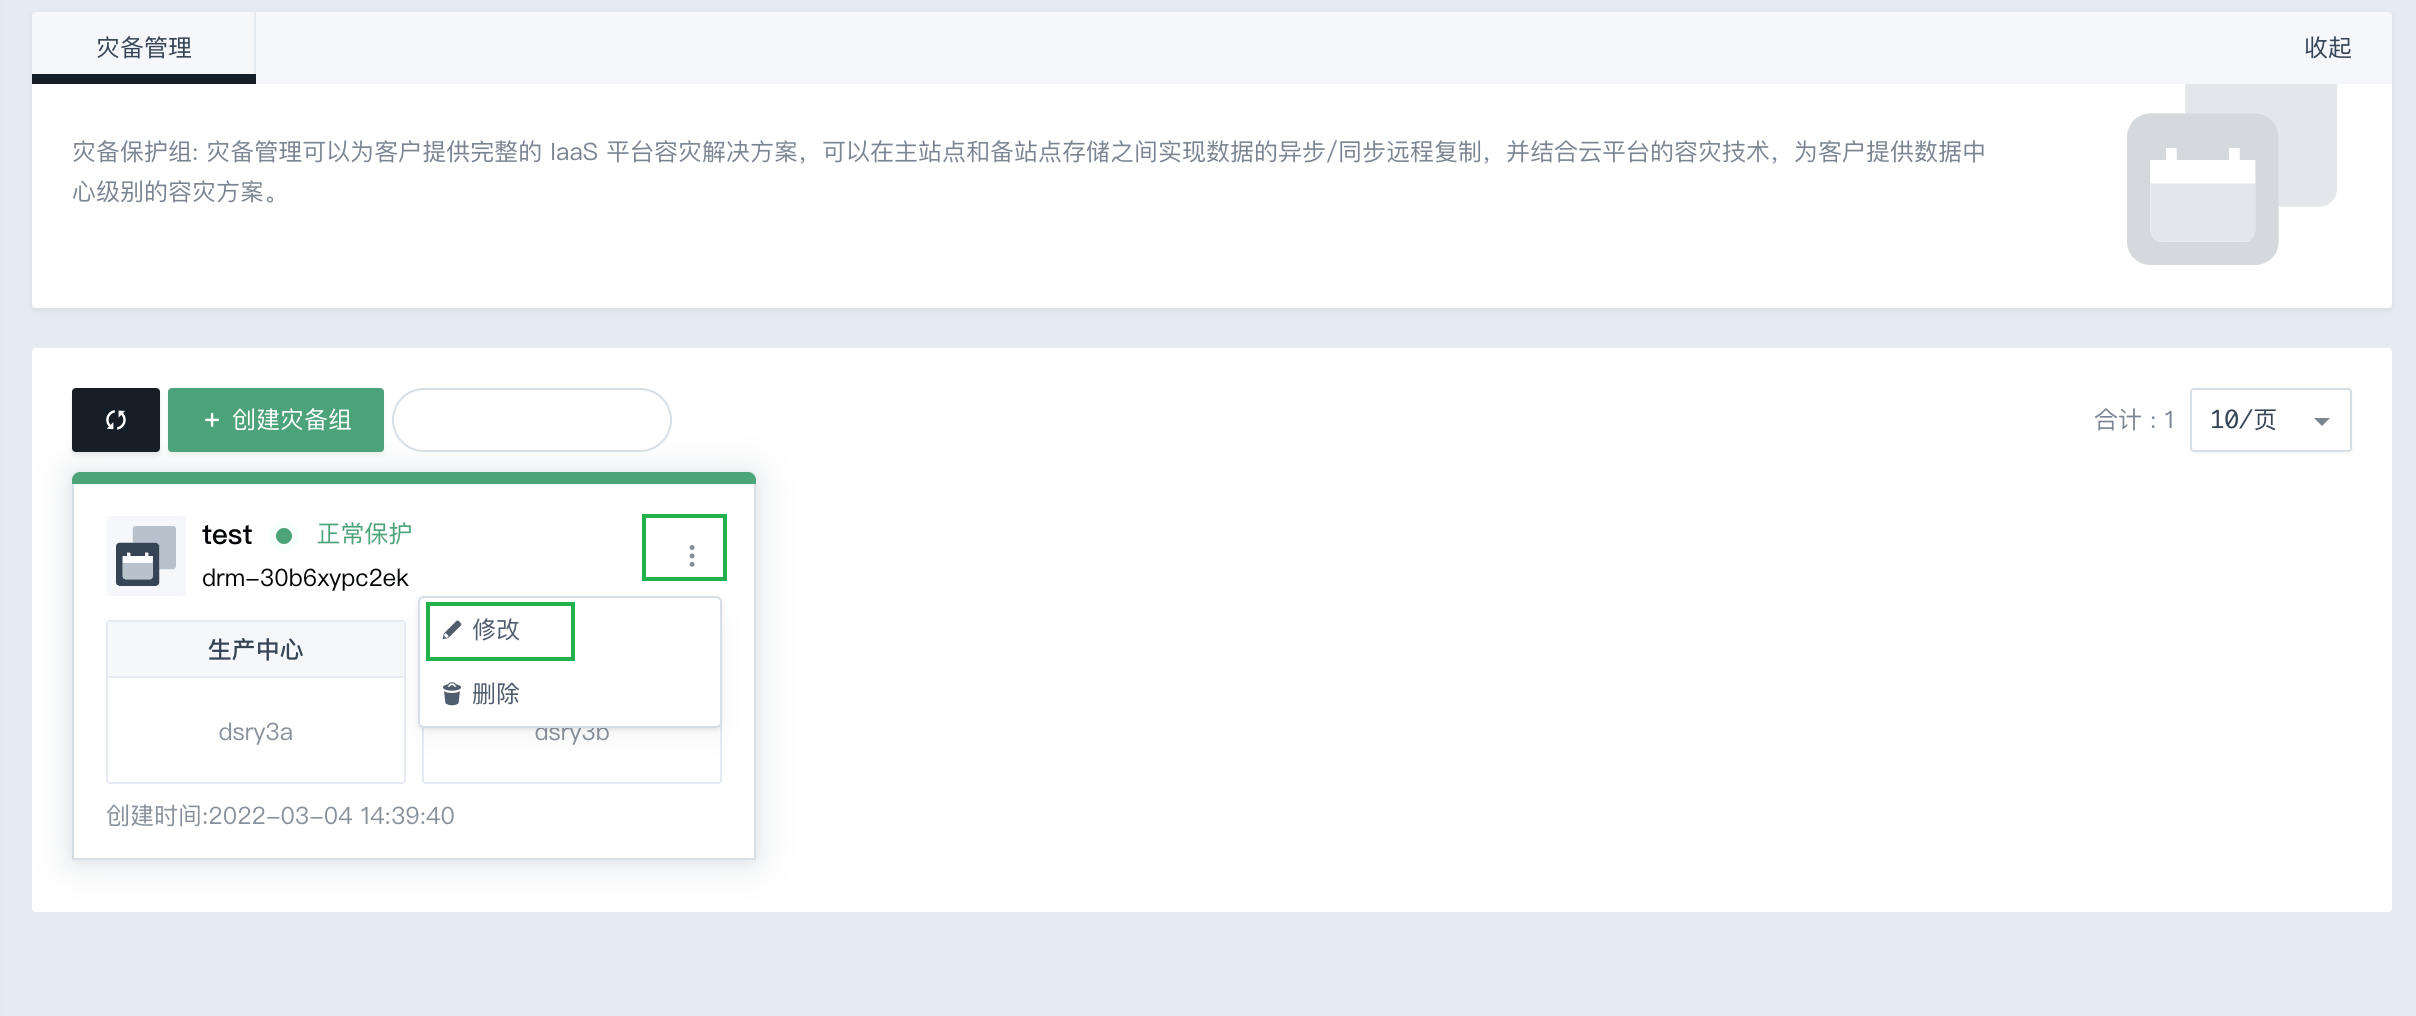 灾备管理
收起
灾备保护组: 灾备管理可以为客户提供完整的 IaaS 平台容灾解决方案，可以在主站点和备站点存储之间实现数据的异步/同步远程复制，并结合云平台的容灾技术，为客户提供数据中
心级别的容灾方案。
+ 创建灾备组
合计 : 1
10/页
test 正常保护
drm-30b6xypc2ek
修改
删除
生产中心
dsry3a
dsry3b
创建时间:2022-03-04 14:39:40